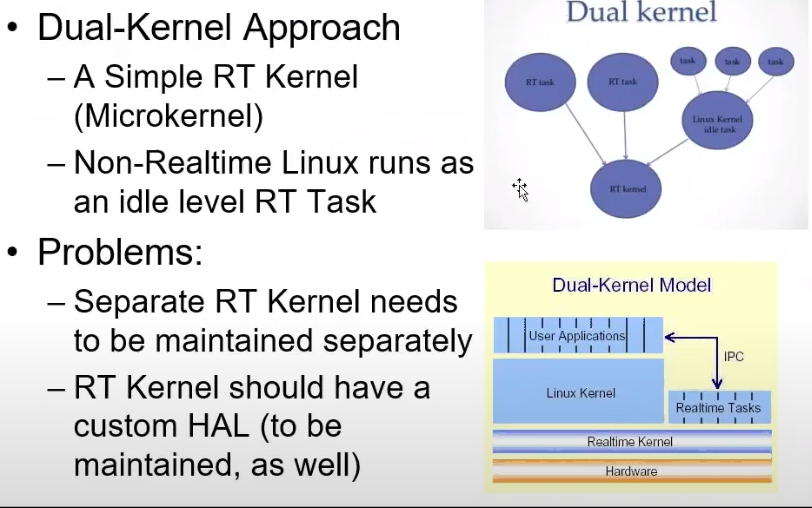 • Dual-Kernel Approach
– A Simple RT Kernel
(Microkernel)
– Non-Realtime Linux runs as
an idle level RT Task
• Problems:
– Separate RT Kernel needs
to be maintained separately
– RT Kernel should have a
custom HAL (to be
maintained, as well)
Dual kernel
RT task
RT task
task
task
task
Linux Kernel
idle task
RT kernel
Dual-Kernel Model
User Applications
IPC
Linux Kernel
Realtime Tasks
Realtime Kernel
Hardware